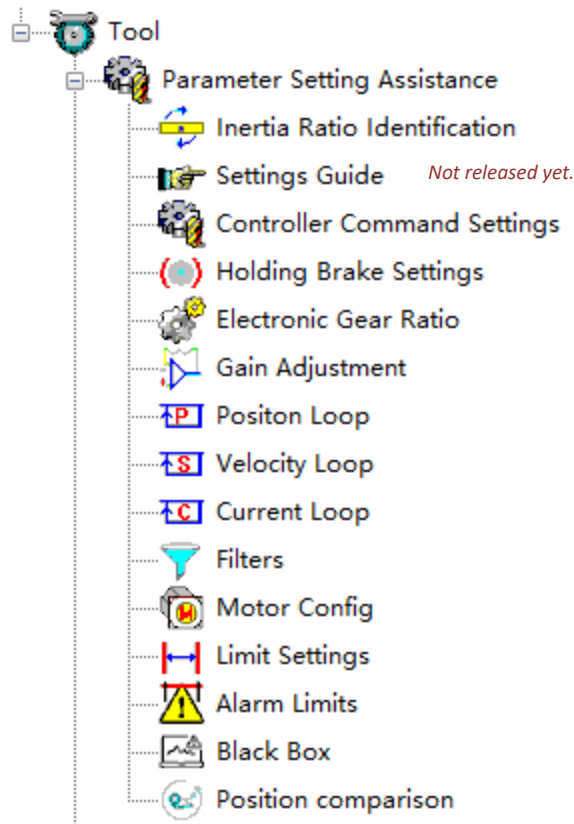 Tool
Parameter Setting Assistance
Inertia Ratio Identification
Settings Guide Not released yet.
Controller Command Settings
Holding Brake Settings
Electronic Gear Ratio
Gain Adjustment
P Positon Loop
S Velocity Loop
C Current Loop
Filters
Motor Config
Limit Settings
Alarm Limits
Black Box
Position comparison